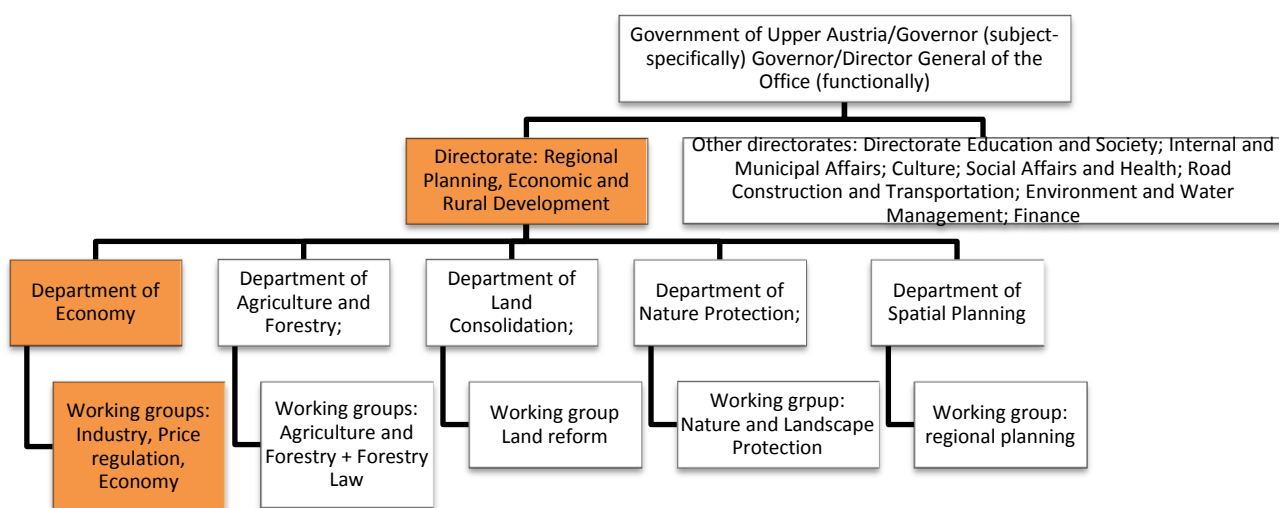 Government of Upper Austria/Governor (subject-
specifically) Governor/Director General of the
Office (functionally)
Directorate: Regional
Planning, Economic and
Rural Development
Other directorates: Directorate Education and Society; Internal and
Municipal Affairs; Culture; Social Affairs and Health; Road
Construction and Transportation; Environment and Water
Management; Finance
Department of
Economy
Department of
Agriculture and
Forestry;
Department of
Land
Consolidation;
Department of
Nature Protection;
Department of
Spatial Planning
Working groups:
Industry, Price
regulation,
Economy
Working groups:
Agriculture and
Forestry + Forestry
Law
Working group
Land reform
Working grpup:
Nature and Landscape
Protection
Working group:
regional planning